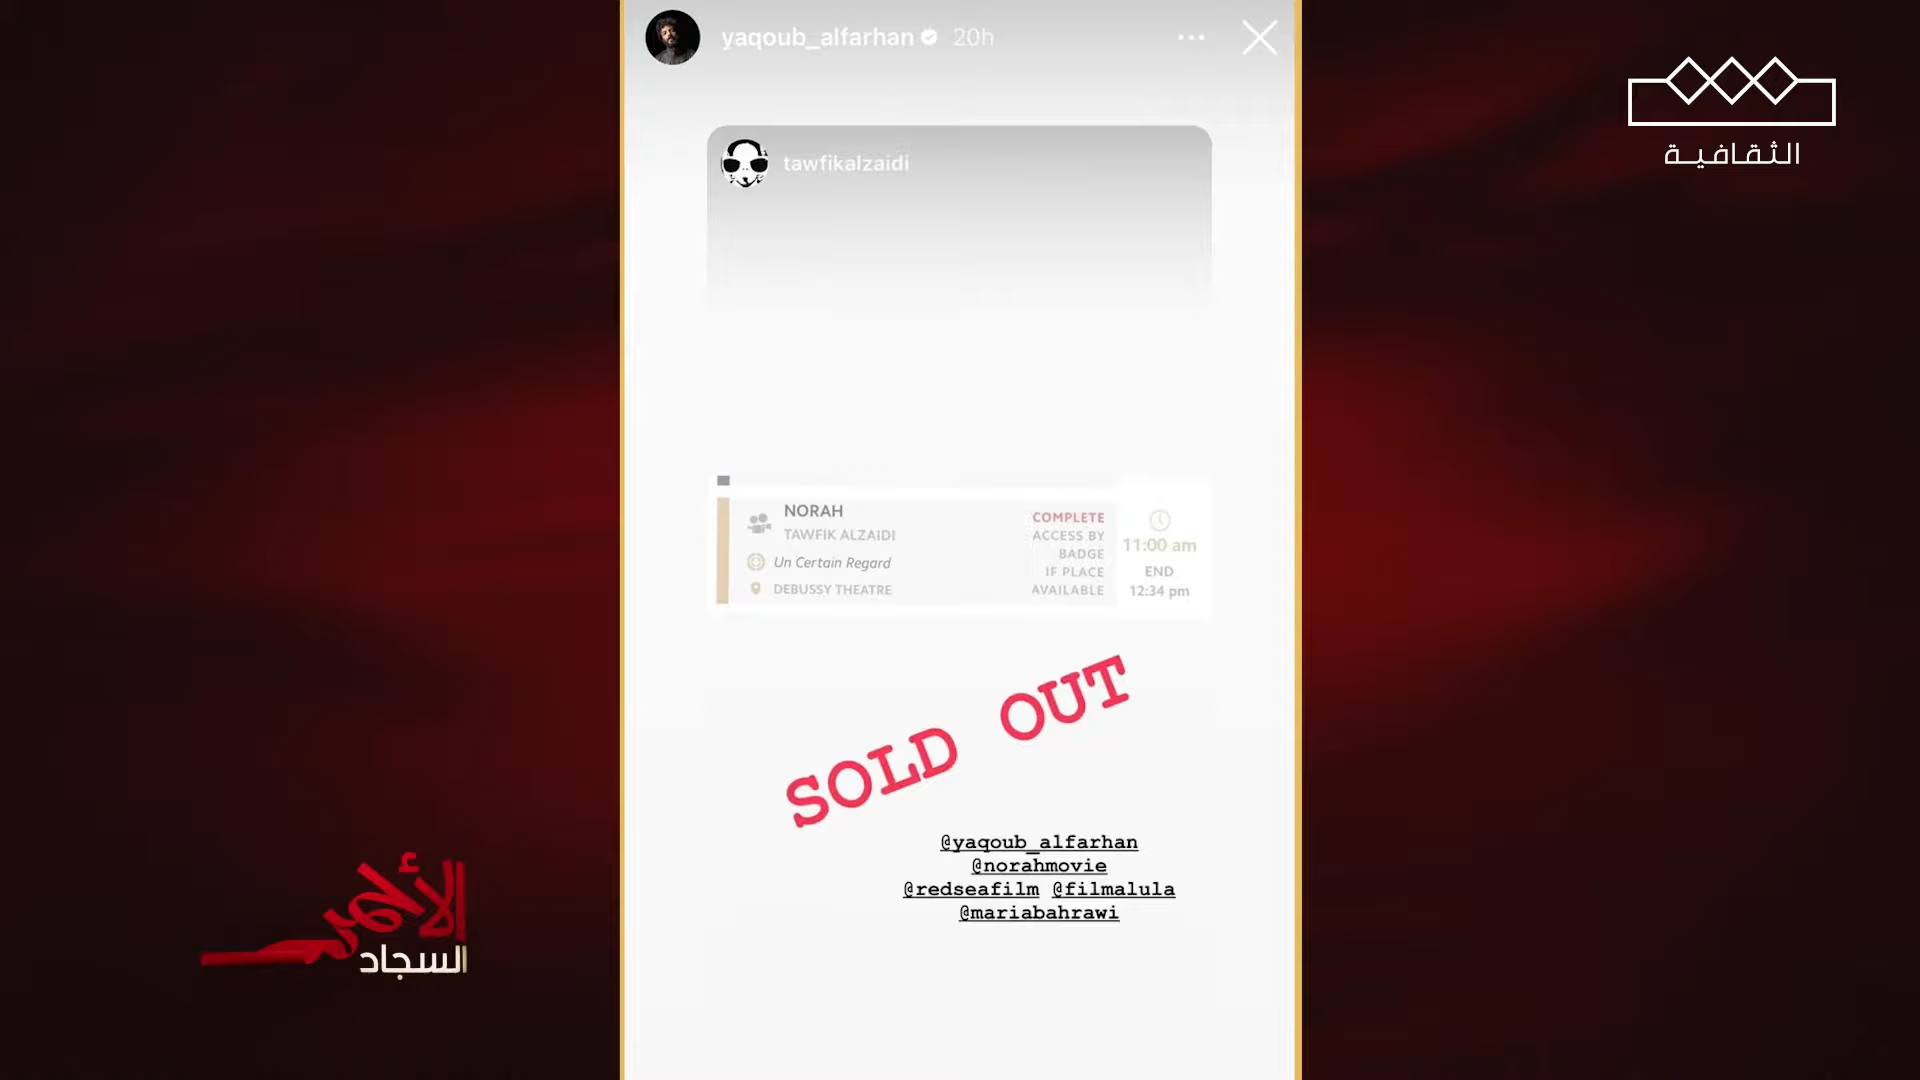 yaqoub_alfarhan 20h
الثقافية
tawfikalzaidi
NORAH
TAWFIK ALZAIDI
Un Certain Regard
DEBUSSY THEATRE
COMPLETE
ACCESS BY
BADGE
IF PLACE
AVAILABLE
11:00 am
END
12:34 pm
SOLD OUT
@yaqoub_alfarhan
@norahmovie
@redseafilm @filmalula
@mariabahrawi
السجاد
الأحمر